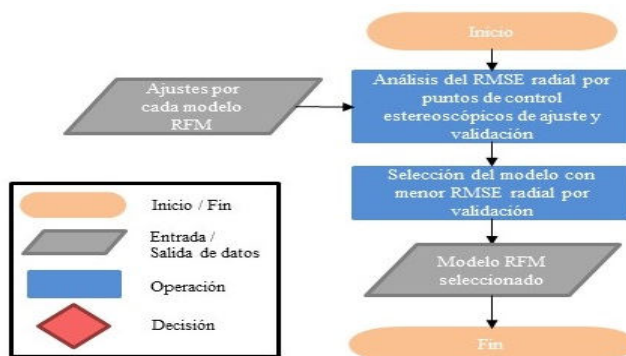 Inicio
Ajustes por
cada modelo
RFM
Análisis del RMSE radial por
puntos de control
estereoscópicos de ajuste y
validación
Selección del modelo con
menor RMSE radial por
validación
Modelo RFM
seleccionado
Fin
Inicio / Fin
Entrada /
Salida de datos
Operación
Decisión